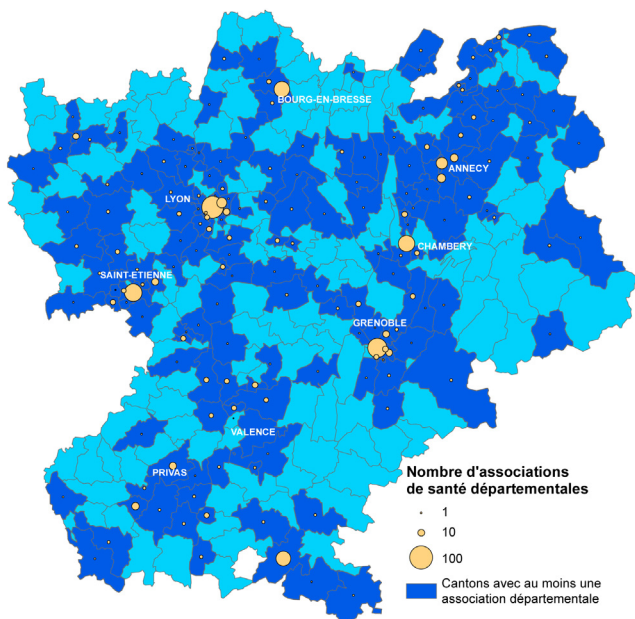 BOURG-EN-BRESSE
ANNECY
LYON
CHAMBERY
SAINT-ETIENNE
GRENOBLE
VALENCE
PRIVAS
Nombre d'associations
de santé départementales
1
10
100
Cantons avec au moins une
association départementale